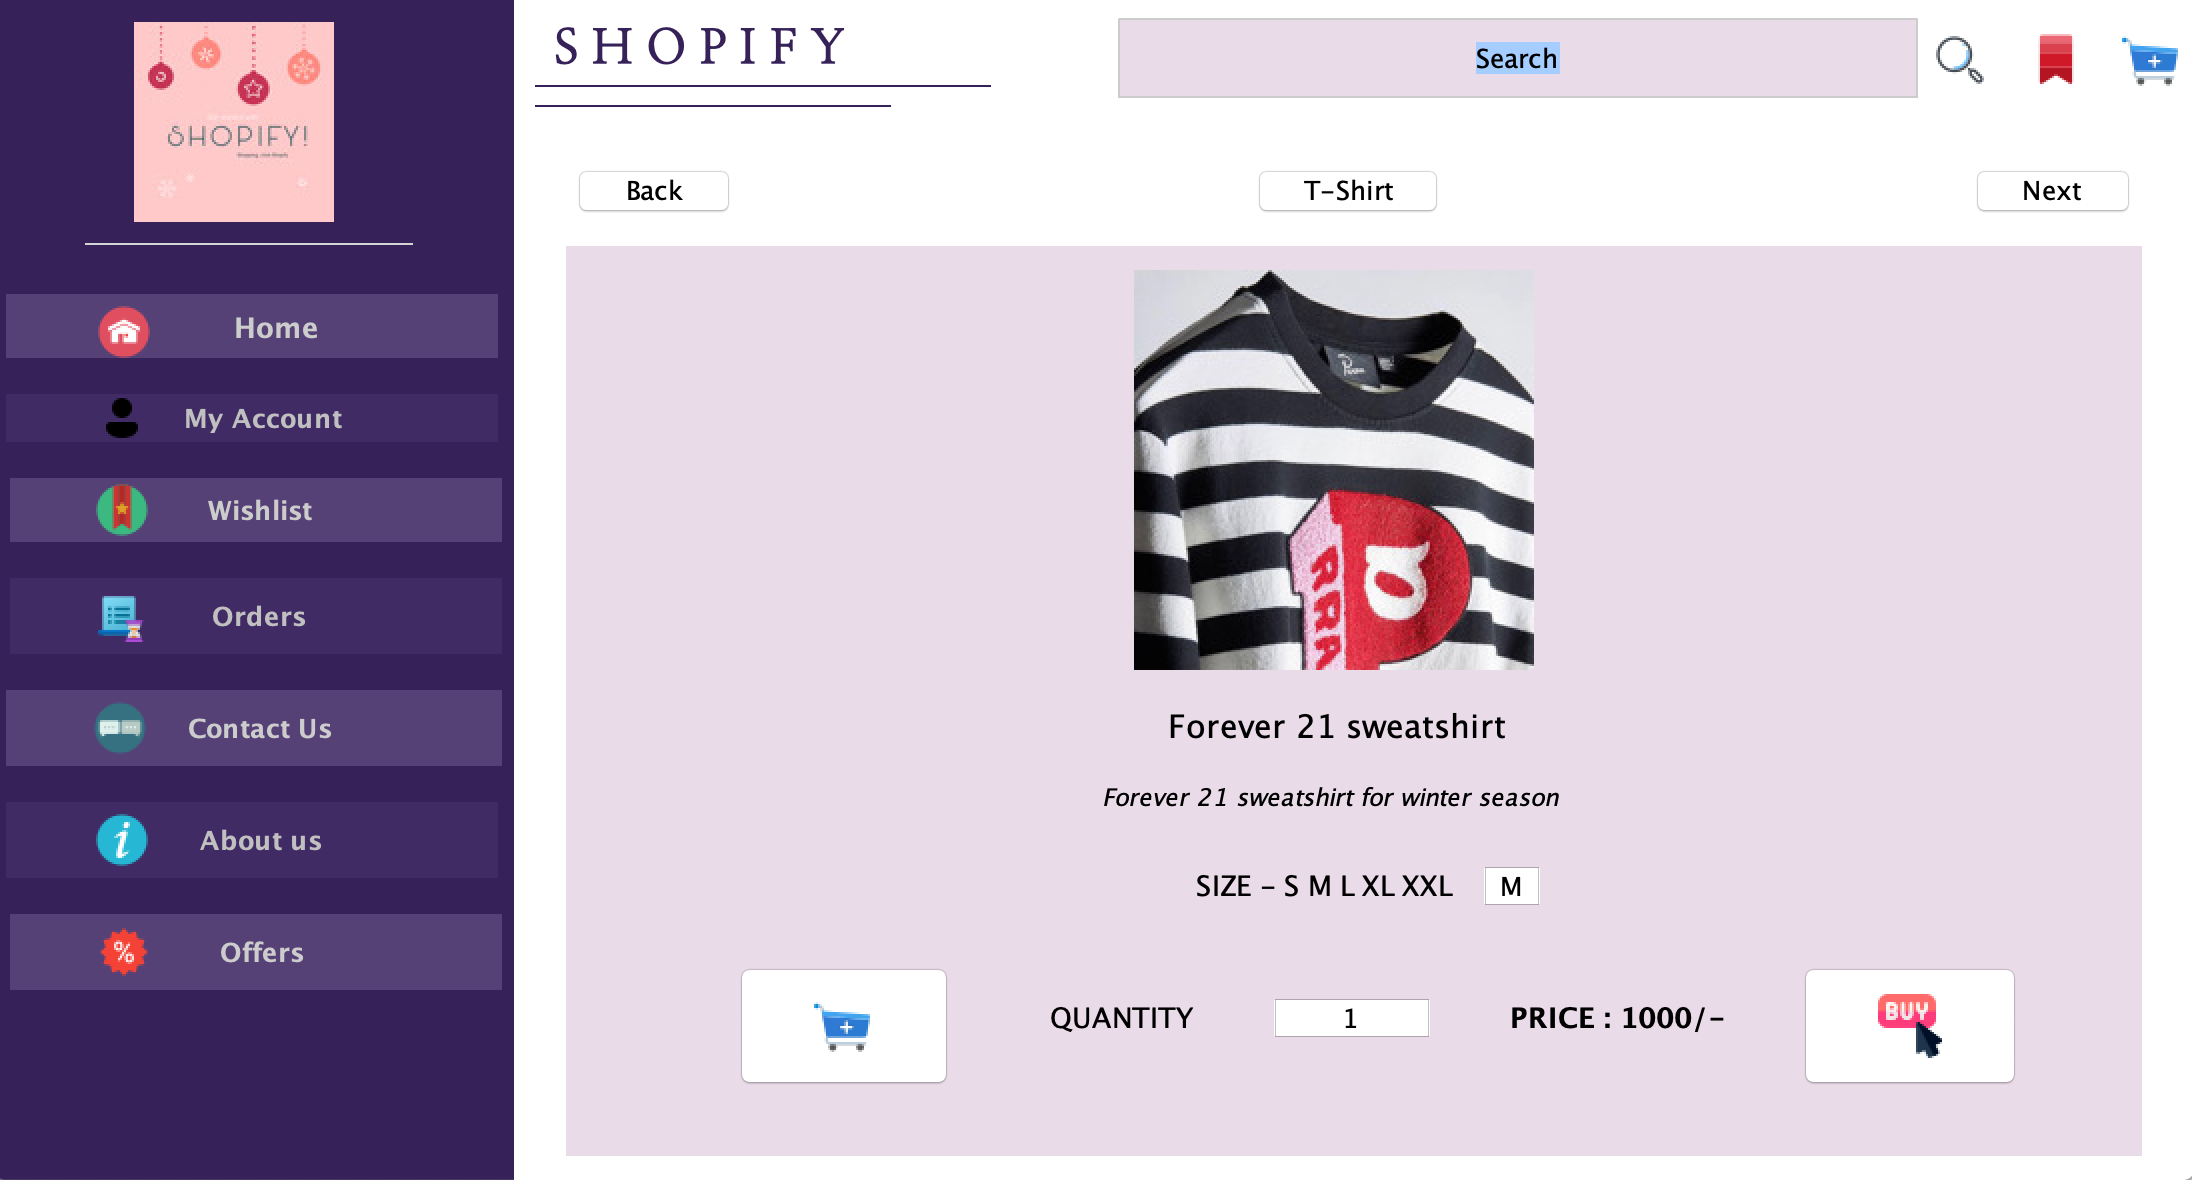 SHOPIFY!
Home
My Account
Wishlist
Orders
Contact Us
About us
Offers
SHOPIFY
Search
Back
T-Shirt
Next
a
RRA
Forever 21 sweatshirt
Forever 21 sweatshirt for winter season
SIZE - S M L XL XXL
M
QUANTITY
1
PRICE : 1000/-
BUY